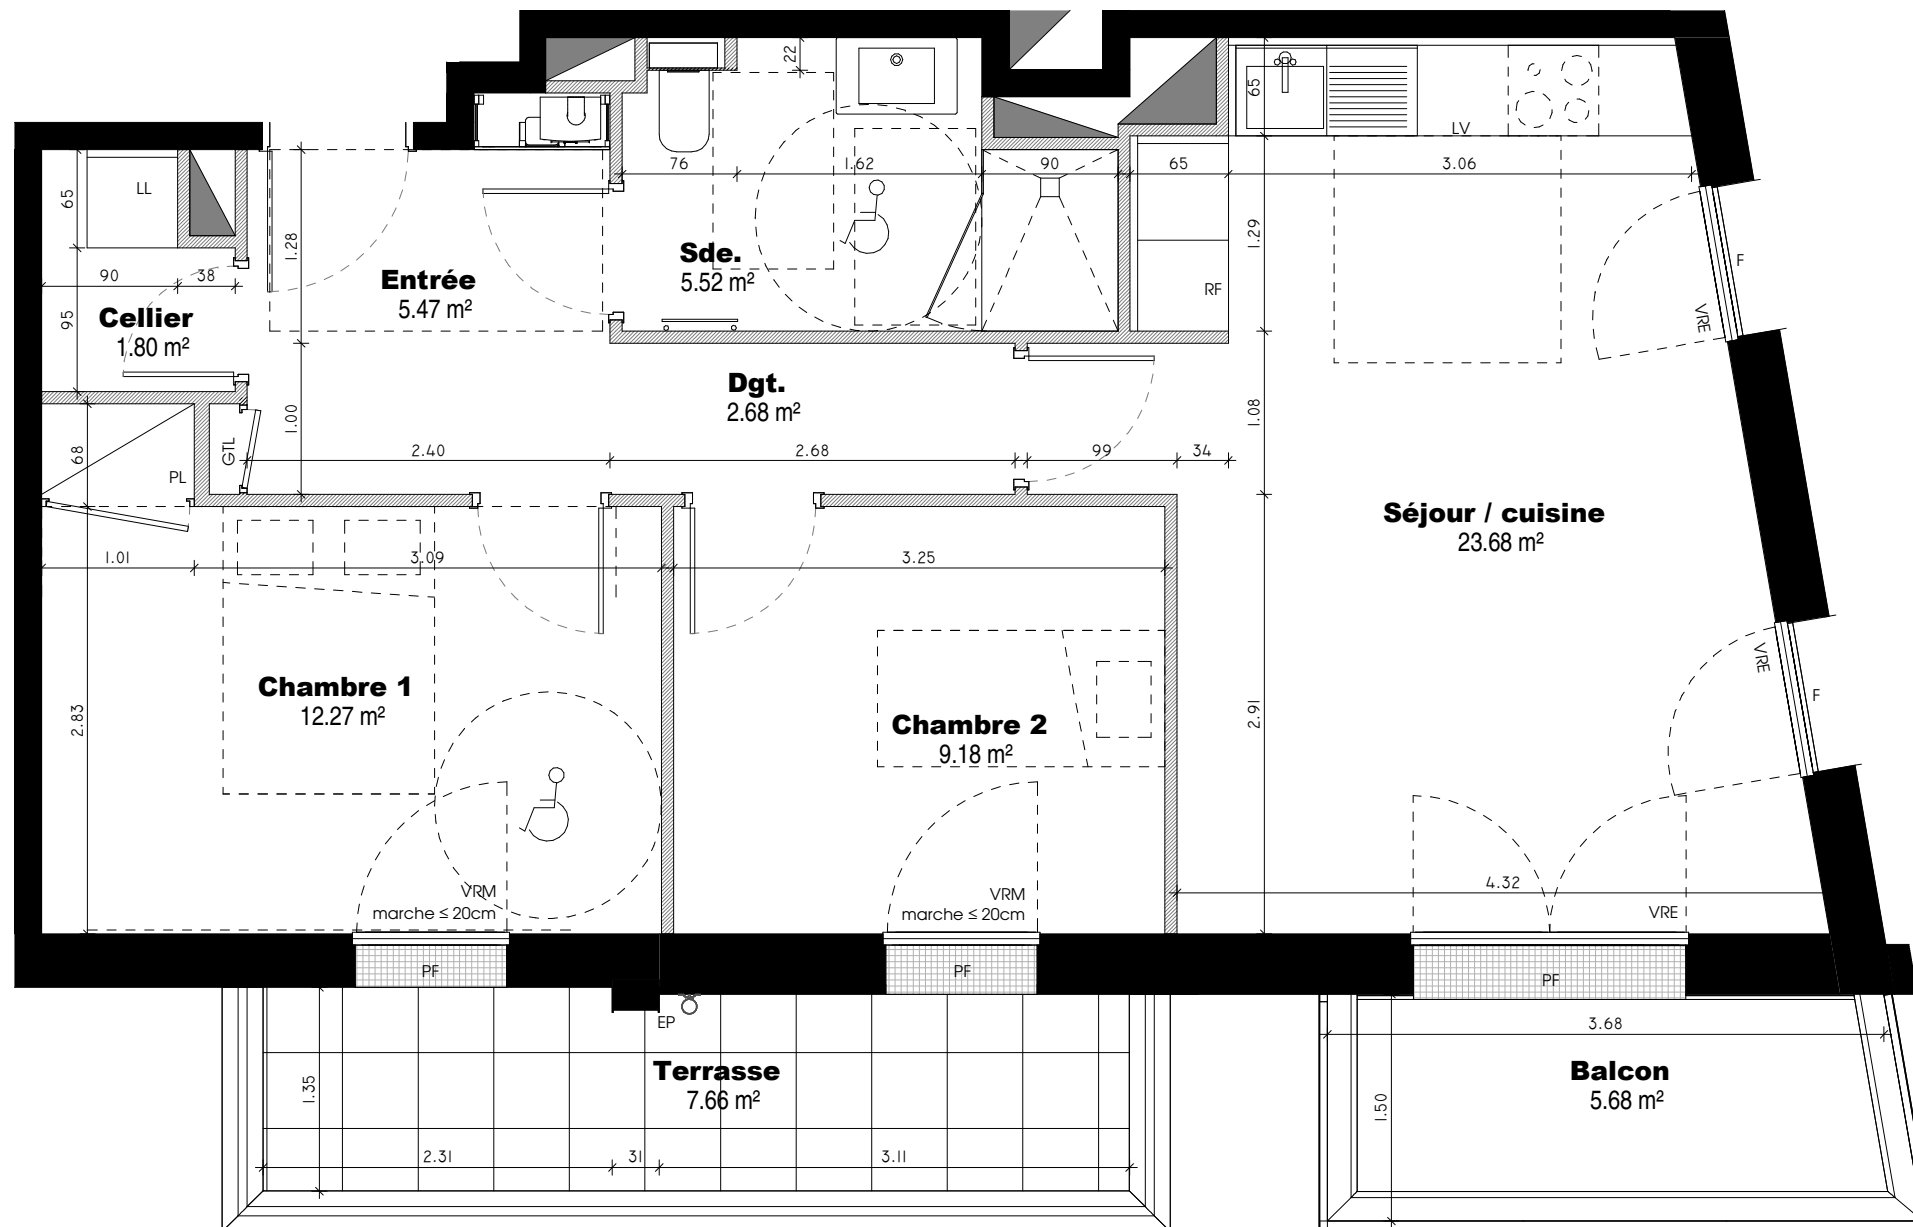 22
65
LV
LL
65
76
1.62
90
65
3.06
1.28
1.29
Sde.
5.52 m²
F
Entrée
5.47 m²
90
38
RF
VRE
Cellier
1.80 m²
95
Dgt.
2.68 m²
1.00
1.08
GTL
68
PL
2.40
2.68
99
34
Séjour / cuisine
23.68 m²
1.01
3.09
3.25
VRE
F
Chambre 1
12.27 m²
2.83
2.91
Chambre 2
9.18 m²
4.32
VRM
marche ≤ 20cm
VRM
marche ≤ 20cm
VRE
PF
PF
PF
EP
3.68
Terrasse
7.66 m²
Balcon
5.68 m²
1.35
1.50
2.31
31
3.11